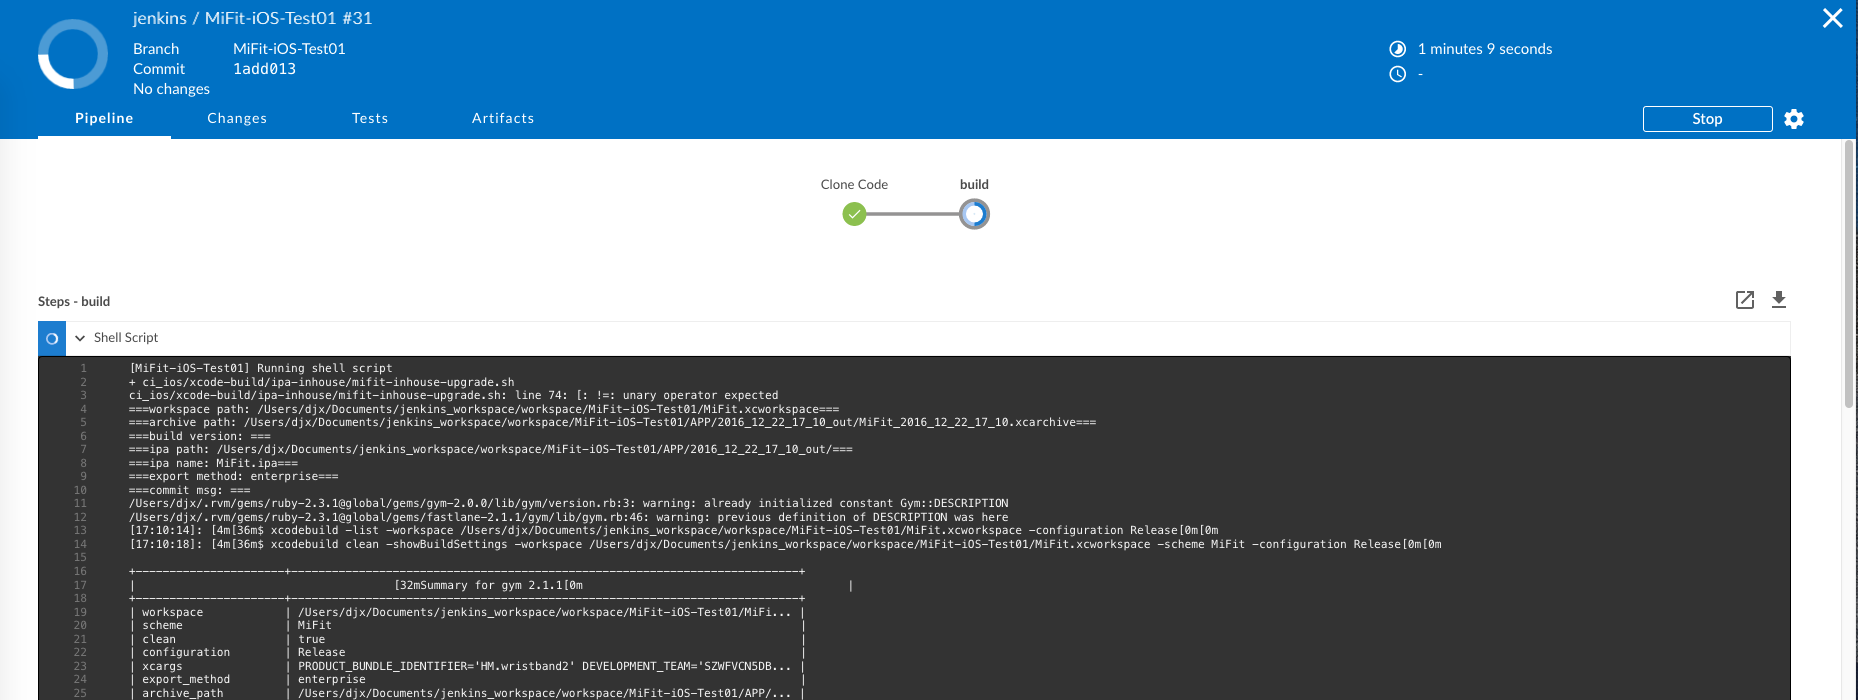 jenkins / MiFit-iOS-Test01 #31
Branch MiFit-iOS-Test01
Commit 1add013
No changes
1 minutes 9 seconds
-
Pipeline Changes Tests Artifacts
Stop
Clone Code build
Steps - build
Shell Script
1 [MiFit-iOS-Test01] Running shell script
2 + ci_ios/xcode-build/ipa-inhouse/mifit-inhouse-upgrade.sh
3 ci_ios/xcode-build/ipa-inhouse/mifit-inhouse-upgrade.sh: line 74: [: !=: unary operator expected
4 ===workspace path: /Users/djx/Documents/jenkins_workspace/workspace/MiFit-iOS-Test01/MiFit.xcworkspace===
5 ===archive path: /Users/djx/Documents/jenkins_workspace/workspace/MiFit-iOS-Test01/APP/2016_12_22_17_10_out/MiFit_2016_12_22_17_10.xcarchive===
6 ===build version: ===
7 ===ipa path: /Users/djx/Documents/jenkins_workspace/workspace/MiFit-iOS-Test01/APP/2016_12_22_17_10_out/===
8 ===ipa name: MiFit.ipa===
9 ===export method: enterprise===
10 ===commit msg: ===
11 /Users/djx/.rvm/gems/ruby-2.3.1@global/gems/gym-2.0.0/lib/gym/version.rb:3: warning: already initialized constant Gym::DESCRIPTION
12 /Users/djx/.rvm/gems/ruby-2.3.1@global/gems/fastlane-2.1.1/gym/lib/gym.rb:46: warning: previous definition of DESCRIPTION was here
13 [17:10:14]: [4m[36m$ xcodebuild -list -workspace /Users/djx/Documents/jenkins_workspace/workspace/MiFit-iOS-Test01/MiFit.xcworkspace -configuration Release[0m[0m
14 [17:10:18]: [4m[36m$ xcodebuild clean -showBuildSettings -workspace /Users/djx/Documents/jenkins_workspace/workspace/MiFit-iOS-Test01/MiFit.xcworkspace -scheme MiFit -configuration Release[0m[0m
15
16 +----------------------+---------------------------------------------------------------------------+
17 | [32mSummary for gym 2.1.1[0m |
18 +----------------------+---------------------------------------------------------------------------+
19 | workspace | /Users/djx/Documents/jenkins_workspace/workspace/MiFit-iOS-Test01/MiFi... |
20 | scheme | MiFit |
21 | clean | true |
22 | configuration | Release |
23 | xcargs | PRODUCT_BUNDLE_IDENTIFIER='HM.wristband2' DEVELOPMENT_TEAM='SZWFVCN5DB... |
24 | export_method | enterprise |
25 | archive_path | /Users/djx/Documents/jenkins_workspace/workspace/MiFit-iOS-Test01/APP/... |